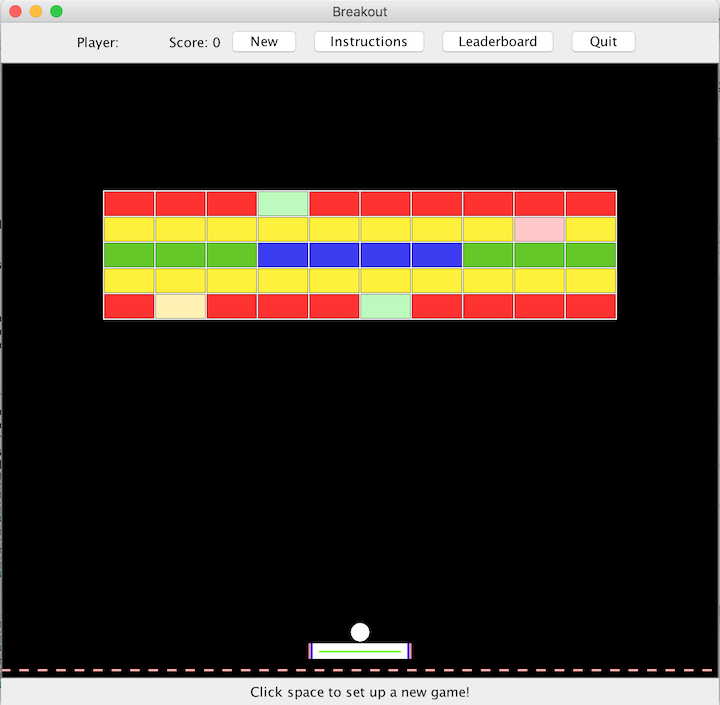 Breakout
Player: Score: 0 New Instructions Leaderboard Quit
Click space to set up a new game!